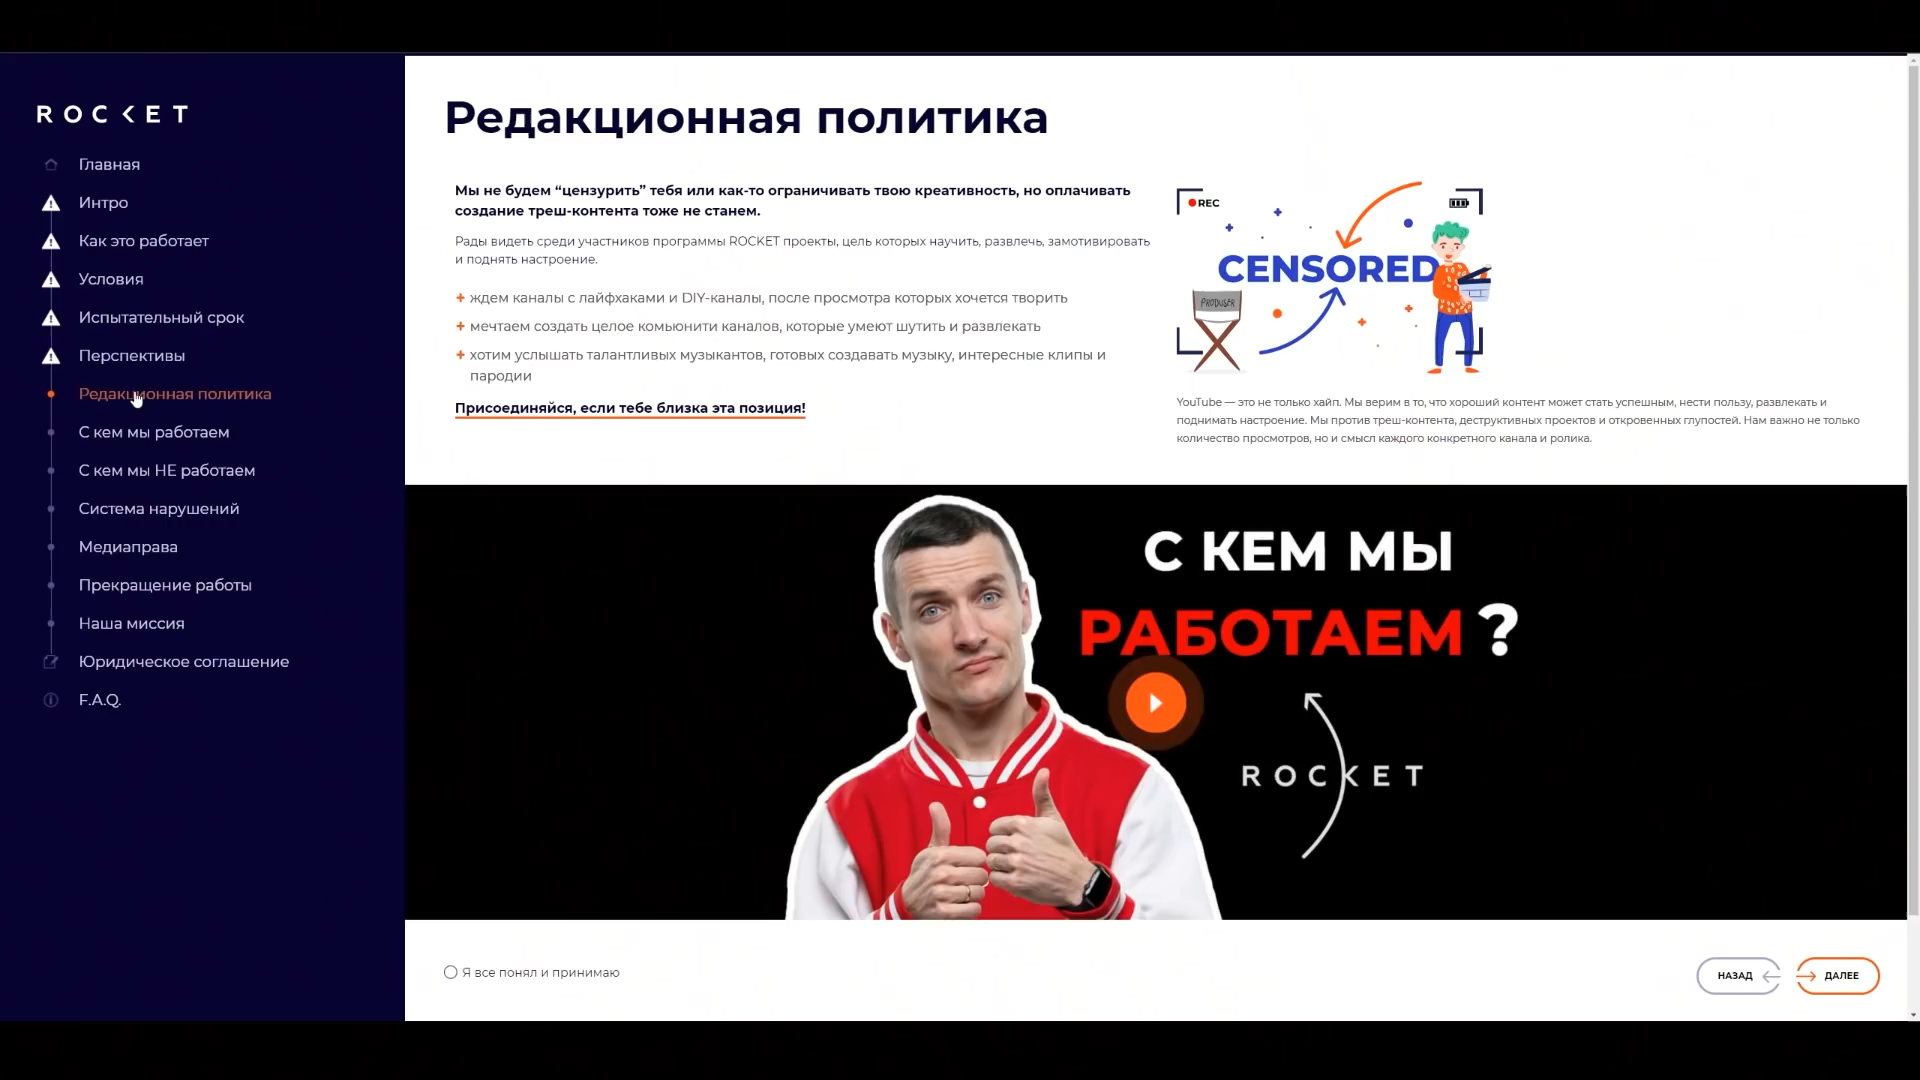 ROCKET
Главная
Интро
Как это работает
Условия
Испытательный срок
Перспективы
Редакционная политика
С кем мы работаем
С кем мы НЕ работаем
Система нарушений
Медиаправа
Прекращение работы
Наша миссия
Юридическое соглашение
F.A.Q.
Редакционная политика
Мы не будем “цензурить” тебя или как-то ограничивать твою креативность, но оплачивать
создание треш-контента тоже не станем.
Рады видеть среди участников программы ROCKET проекты, цель которых научить, развлечь, замотивировать
и поднять настроение.
+ ждем каналы с лайфхаками и DIY-каналы, после просмотра которых хочется творить
+ мечтаем создать целое комьюнити каналов, которые умеют шутить и развлекать
+ хотим услышать талантливых музыкантов, готовых создавать музыку, интересные клипы и
пародии
Присоединяйся, если тебе близка эта позиция!
REC
CENSORED
PRODUSER
YouTube — это не только хайп. Мы верим в то, что хороший контент может стать успешным, нести пользу, развлекать и
поднимать настроение. Мы против треш-контента, деструктивных проектов и откровенных глупостей. Нам важно не только
количество просмотров, но и смысл каждого конкретного канала и ролика.
С КЕМ МЫ
РАБОТАЕМ?
ROCKET
Я все понял и принимаю
НАЗАД
ДАЛЕЕ